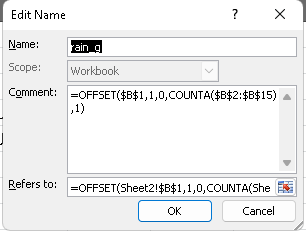 Edit Name
?
Name:
rain_g
Scope:
Workbook
Comment:
=OFFSET($B$1,1,0,COUNTA($B$2:$B$15)
,1)
Refers to:
=OFFSET(Sheet2!$B$1,1,0,COUNTA(She
OK
Cancel